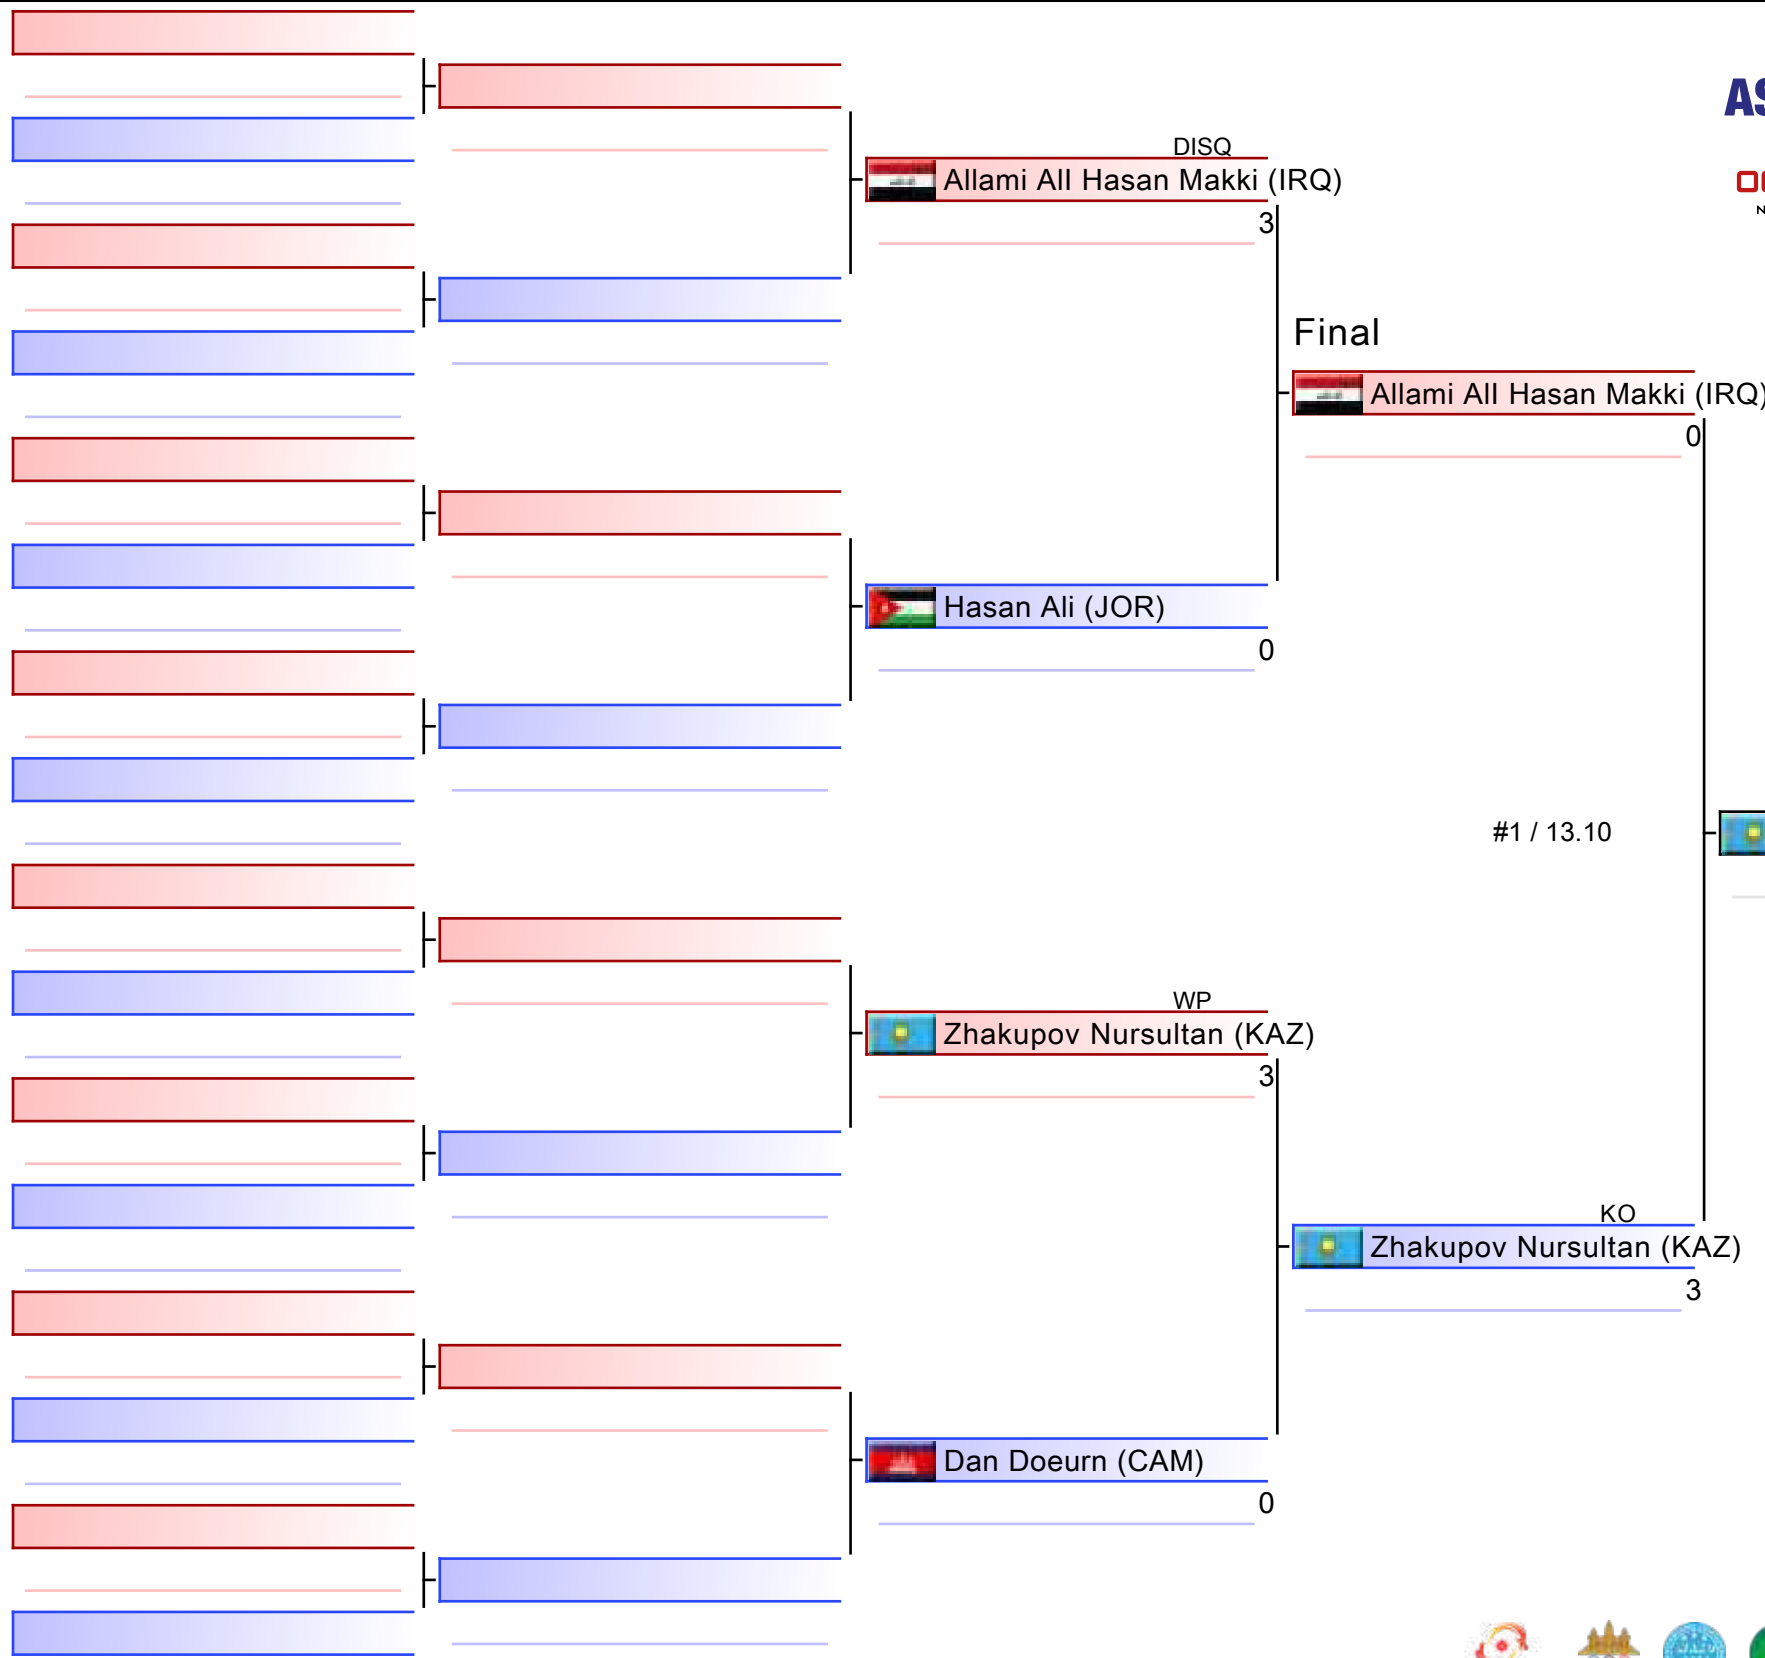 AS
DISQ
Allami All Hasan Makki (IRQ)
3
Final
Allami All Hasan Makki (IRQ)
0
Hasan Ali (JOR)
0
#1 / 13.10
WP
Zhakupov Nursultan (KAZ)
3
KO
Zhakupov Nursultan (KAZ)
3
Dan Doeurn (CAM)
0